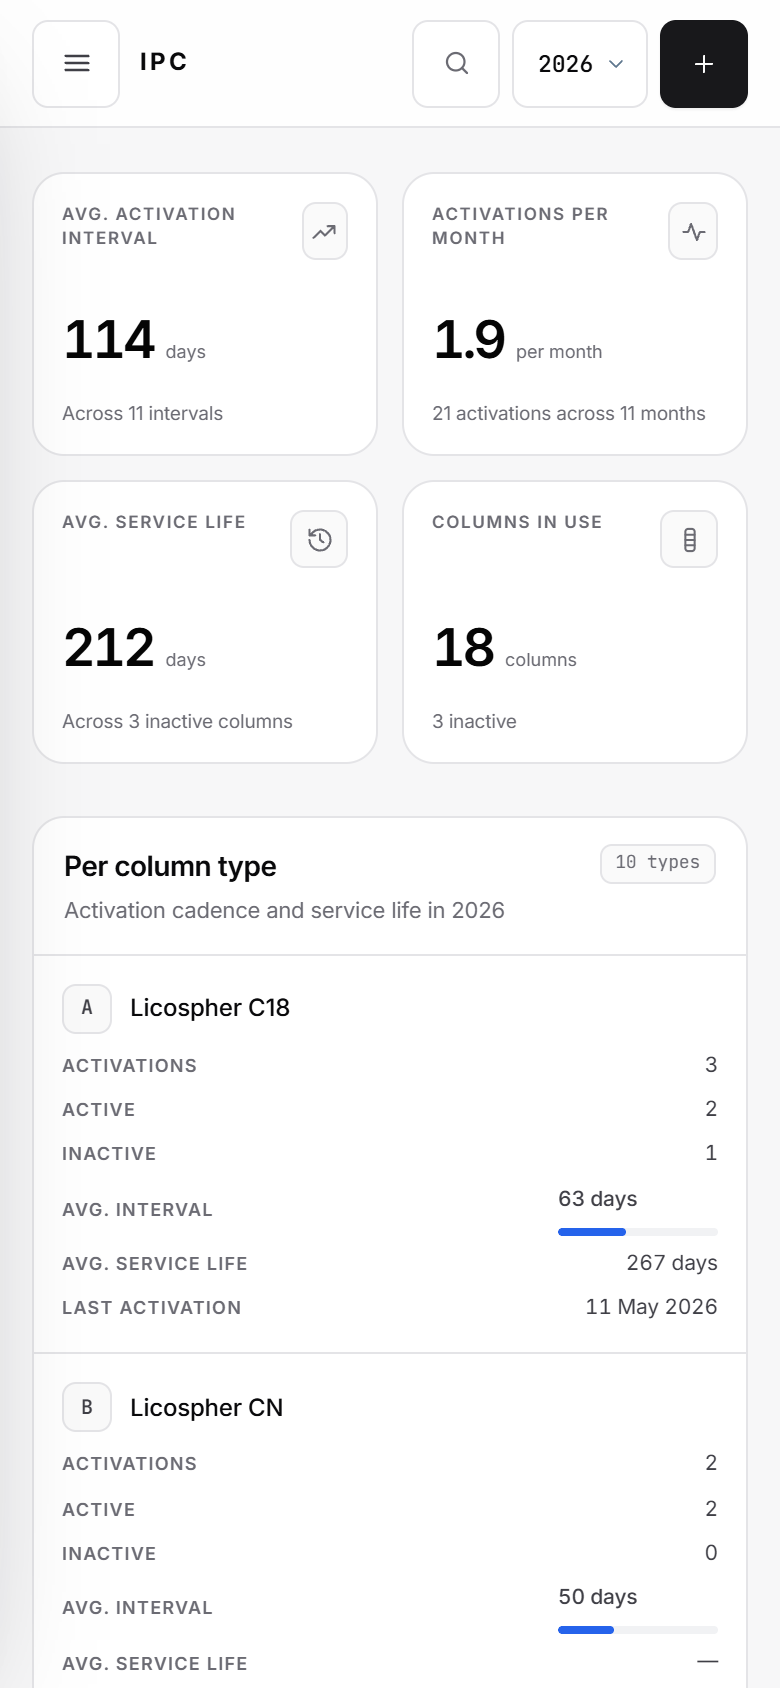 IPC
2026
AVG. ACTIVATION
INTERVAL
114 days
Across 11 intervals
ACTIVATIONS PER
MONTH
1.9 per month
21 activations across 11 months
AVG. SERVICE LIFE
212 days
Across 3 inactive columns
COLUMNS IN USE
18 columns
3 inactive
Per column type
10 types
Activation cadence and service life in 2026
A Licospher C18
ACTIVATIONS 3
ACTIVE 2
INACTIVE 1
AVG. INTERVAL 63 days
AVG. SERVICE LIFE 267 days
LAST ACTIVATION 11 May 2026
B Licospher CN
ACTIVATIONS 2
ACTIVE 2
INACTIVE 0
AVG. INTERVAL 50 days
AVG. SERVICE LIFE —